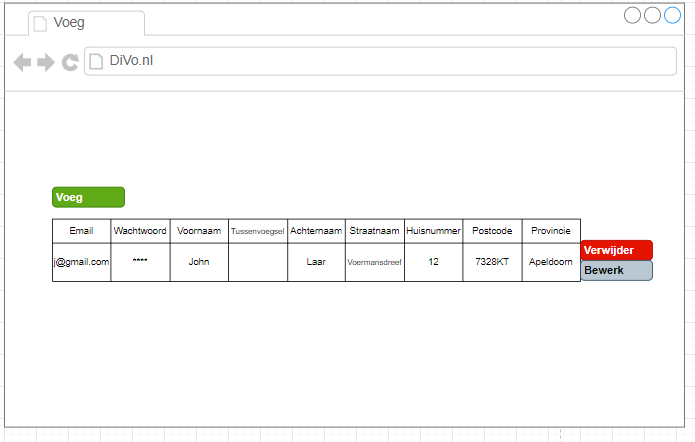 Voeg
DiVo.nl
Voeg
Email Wachtwoord Voornaam Tussenvoegsel Achternaam Straatnaam Huisnummer Postcode Provincie
j@gmail.com **** John Laar Voermansdreef 12 7328KT Apeldoorn
Verwijder
Bewerk